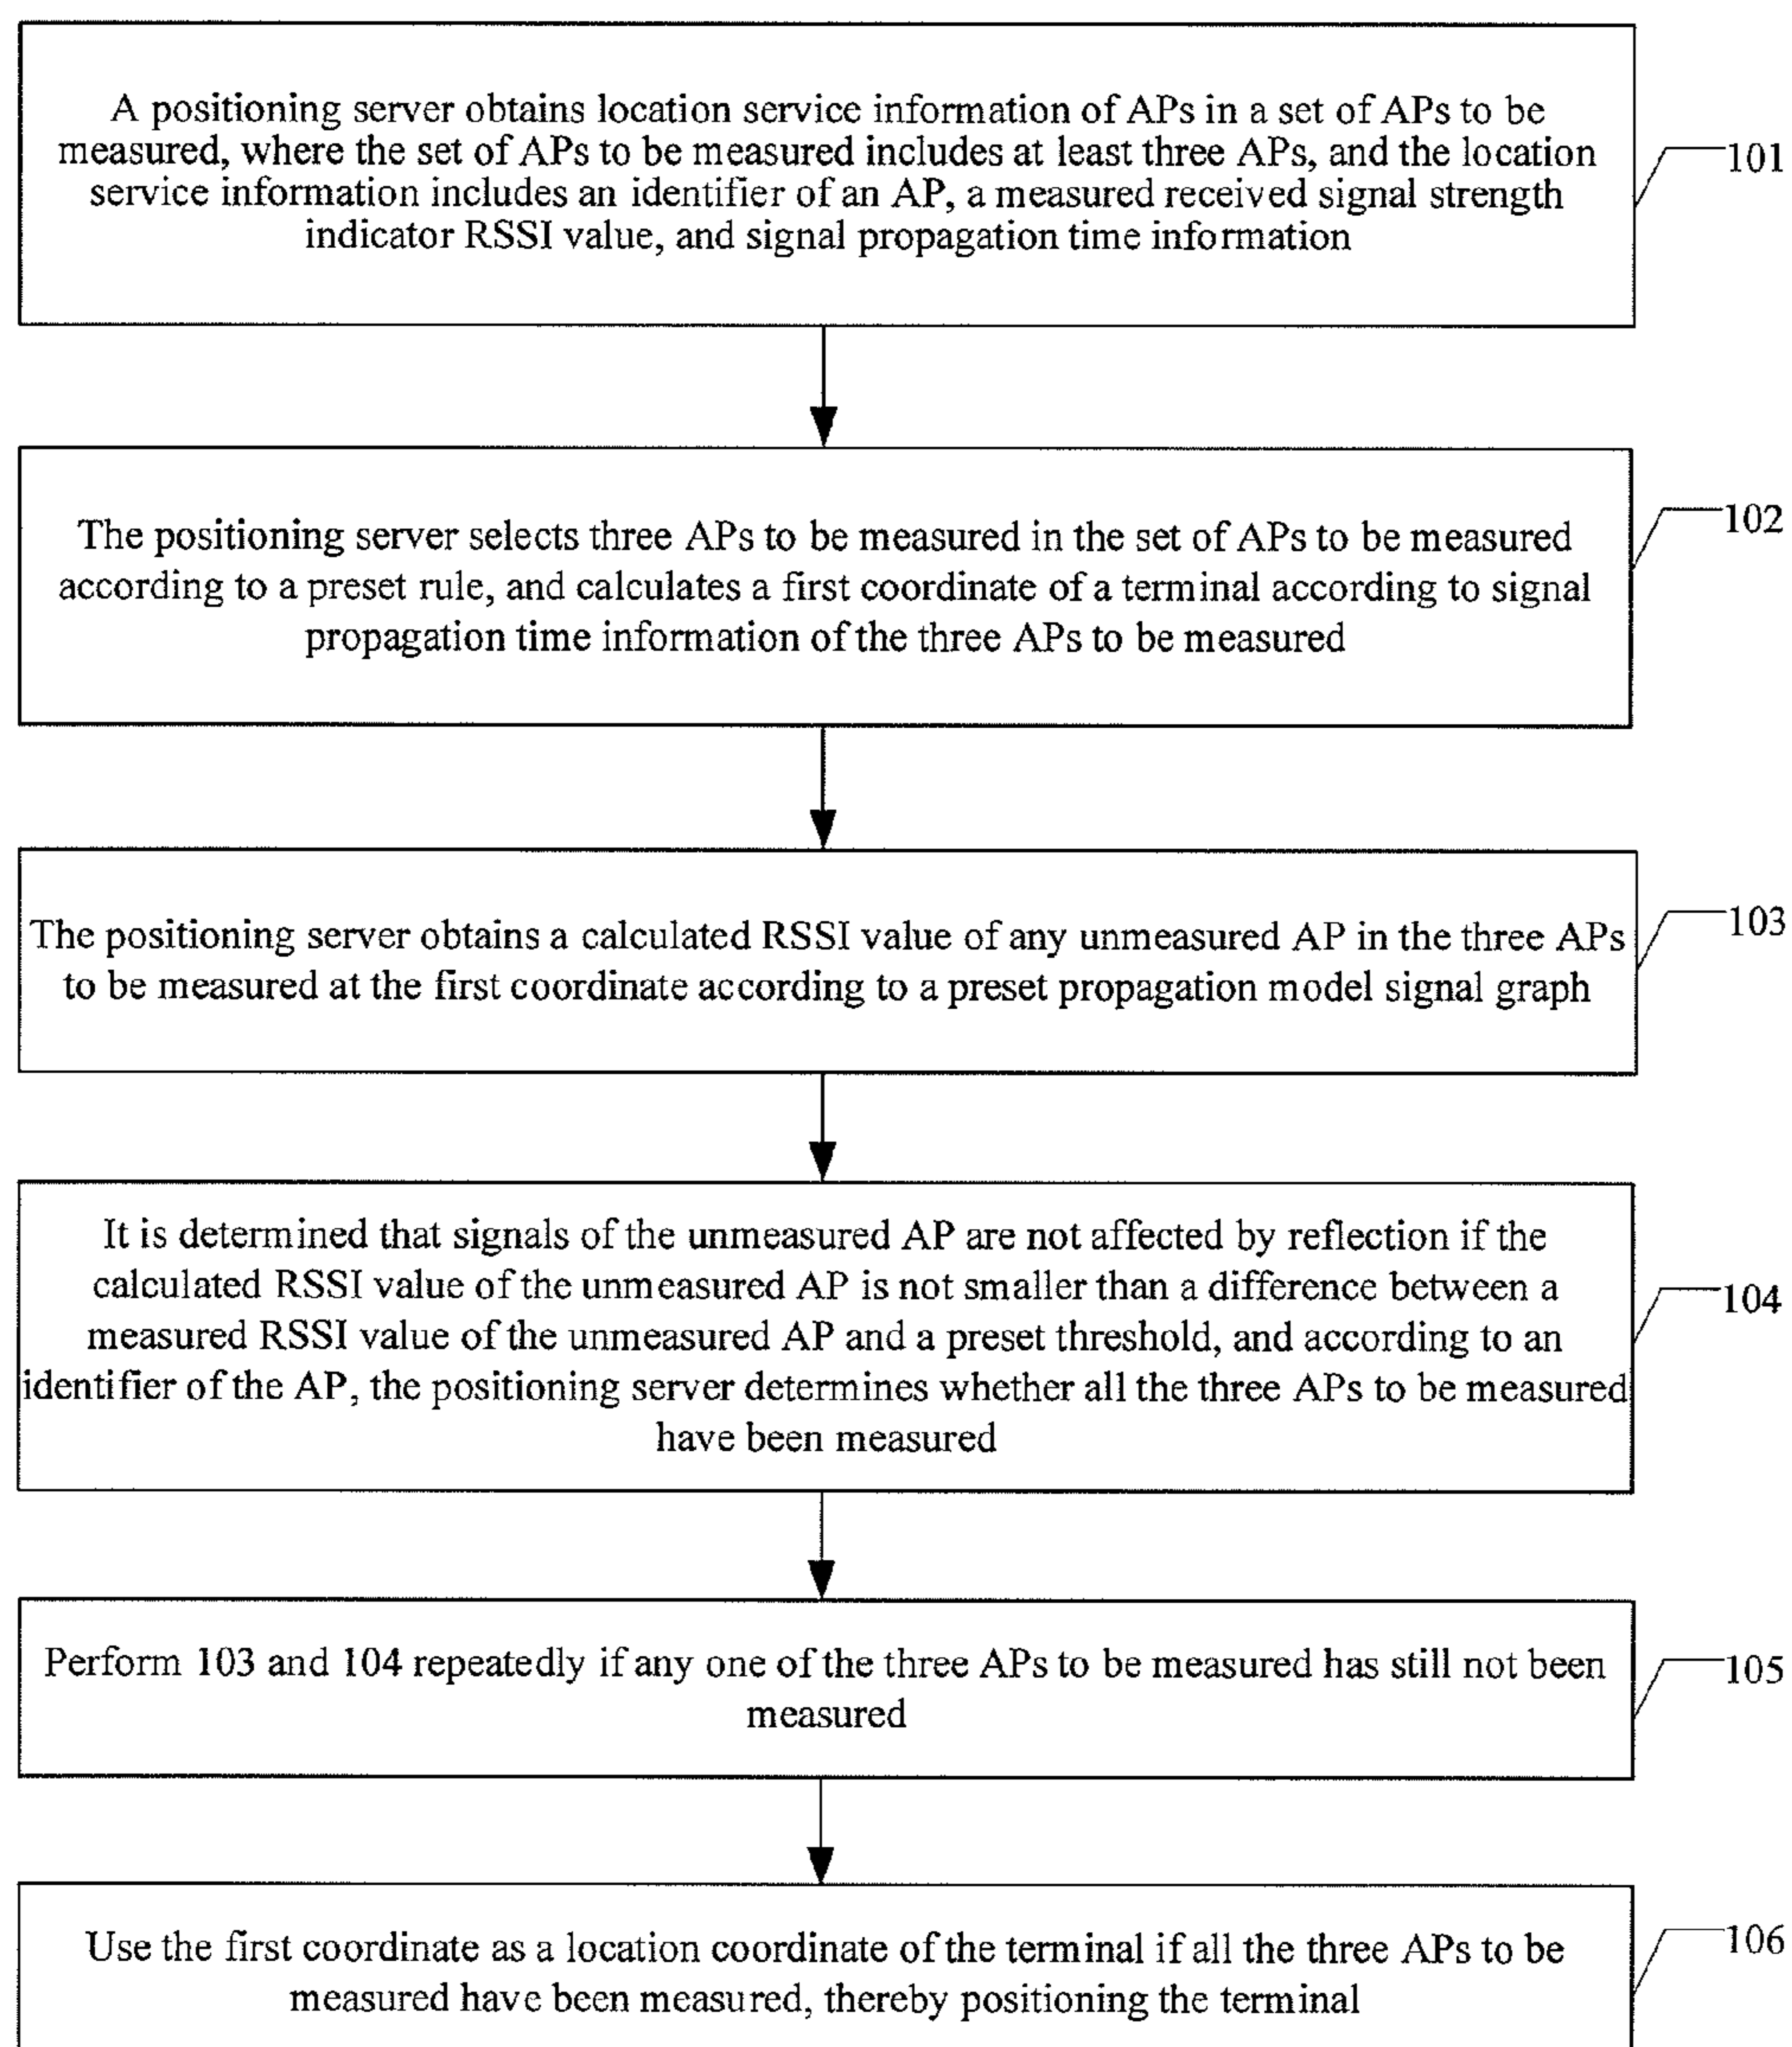 A positioning server obtains location service information of APs in a set of APs to be
measured, where the set of APs to be measured includes at least three APs, and the location
service information includes an identifier of an AP, a measured received signal strength
indicator RSSI value, and signal propagation time information
101
The positioning server selects three APs to be measured in the set of APs to be measured
according to a preset rule, and calculates a first coordinate of a terminal according to signal
propagation time information of the three APs to be measured
102
The positioning server obtains a calculated RSSI value of any unmeasured AP in the three APs
to be measured at the first coordinate according to a preset propagation model signal graph
103
It is determined that signals of the unmeasured AP are not affected by reflection if the
calculated RSSI value of the unmeasured AP is not smaller than a difference between a
measured RSSI value of the unmeasured AP and a preset threshold, and according to an
identifier of the AP, the positioning server determines whether all the three APs to be measured
have been measured
104
Perform 103 and 104 repeatedly if any one of the three APs to be measured has still not been
measured
105
Use the first coordinate as a location coordinate of the terminal if all the three APs to be
measured have been measured, thereby positioning the terminal
106